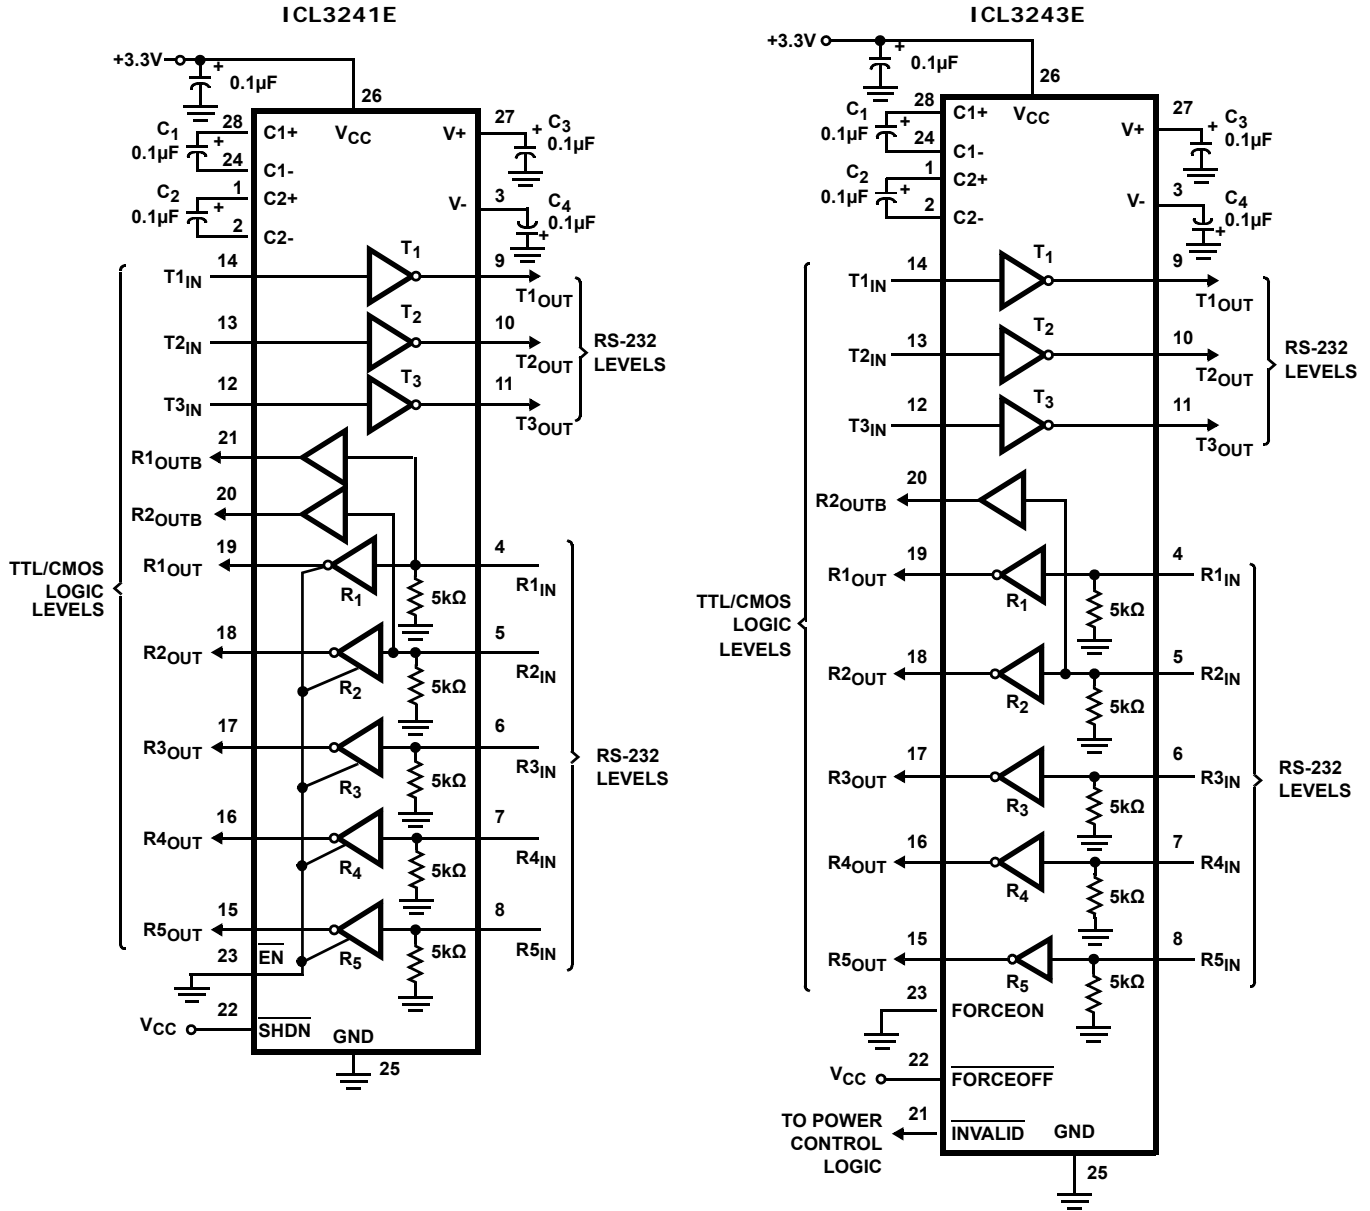 ICL3241E
+3.3V
+
0.1µF
26
28
C1
0.1µF
+
24
C1+
C1-
VCC
V+
27
+
C3
0.1µF
C2
0.1µF
1
+
2
C2+
C2-
V-
3
C4
0.1µF
+
T1IN
14
T1
9
T1OUT
T2IN
13
T2
10
T2OUT
T3IN
12
T3
11
T3OUT
RS-232
LEVELS
R1OUTB
21
R2OUTB
20
R1OUT
19
R1
4
R1IN
5kΩ
TTL/CMOS
LOGIC
LEVELS
R2OUT
18
R2
5
R2IN
5kΩ
R3OUT
17
R3
6
R3IN
5kΩ
RS-232
LEVELS
R4OUT
16
R4
7
R4IN
5kΩ
R5OUT
15
R5
8
R5IN
5kΩ
23
EN
22
VCC
SHDN
GND
25
ICL3243E
+3.3V
+
0.1µF
26
28
C1
0.1µF
+
24
C1+
C1-
VCC
V+
27
+
C3
0.1µF
C2
0.1µF
1
+
2
C2+
C2-
V-
3
C4
0.1µF
+
T1IN
14
T1
9
T1OUT
T2IN
13
T2
10
T2OUT
T3IN
12
T3
11
T3OUT
RS-232
LEVELS
R2OUTB
20
R1OUT
19
R1
4
R1IN
5kΩ
TTL/CMOS
LOGIC
LEVELS
R2OUT
18
R2
5
R2IN
5kΩ
R3OUT
17
R3
6
R3IN
5kΩ
RS-232
LEVELS
R4OUT
16
R4
7
R4IN
5kΩ
R5OUT
15
R5
8
R5IN
5kΩ
23
FORCEON
22
VCC
FORCEOFF
21
TO POWER
CONTROL
LOGIC
INVALID
GND
25